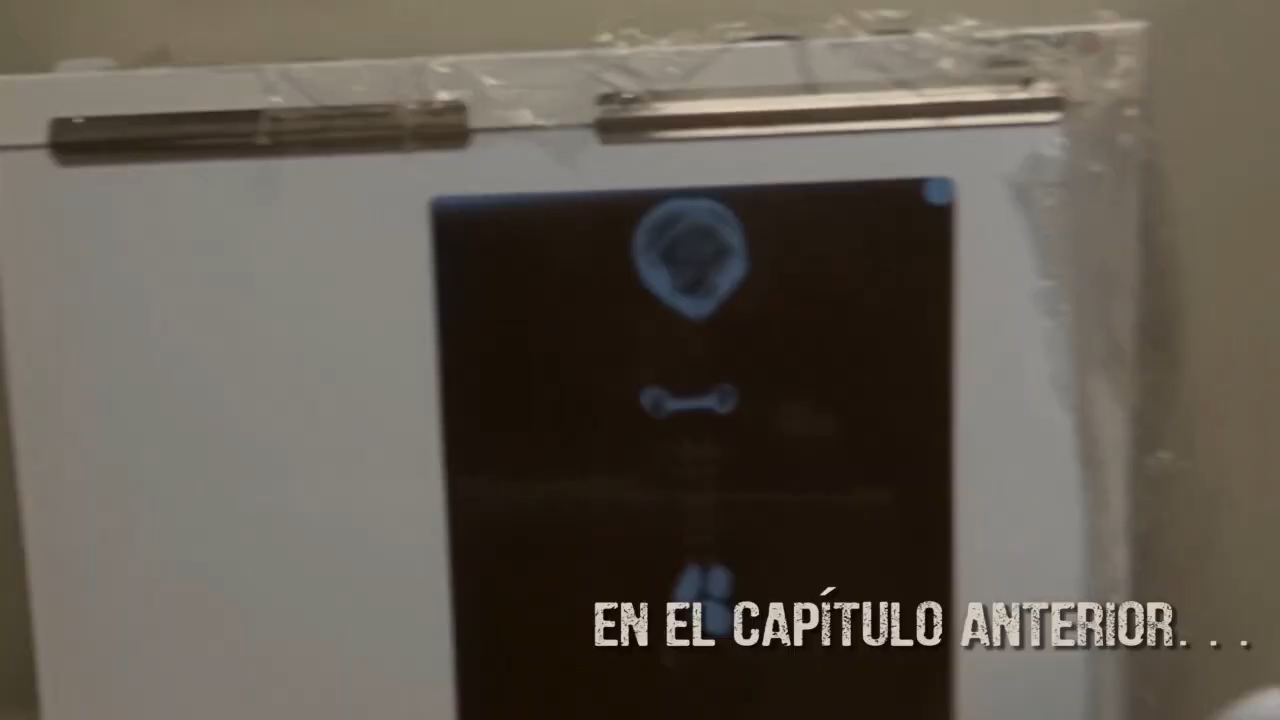 EN EL CAPÍTULO ANTERIOR. . .